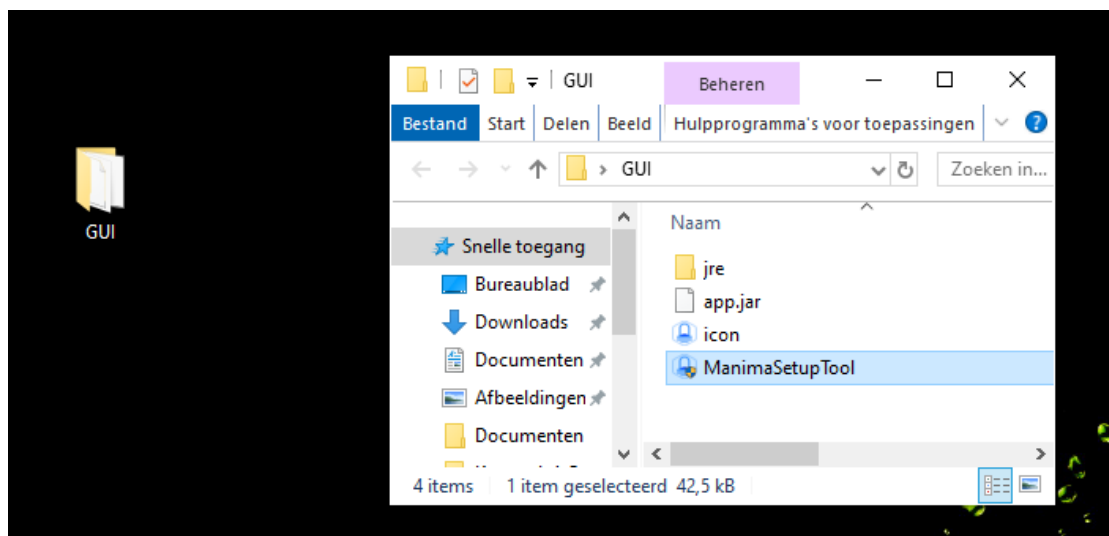 GUI
GUI
Beheren
Bestand Start Delen Beeld Hulpprogramma's voor toepassingen
GUI
Zoeken in...
Naam
Snelle toegang
Bureaublad
Downloads
Documenten
Afbeeldingen
Documenten
jre
app.jar
icon
ManimaSetupTool
4 items 1 item geselecteerd 42,5 kB